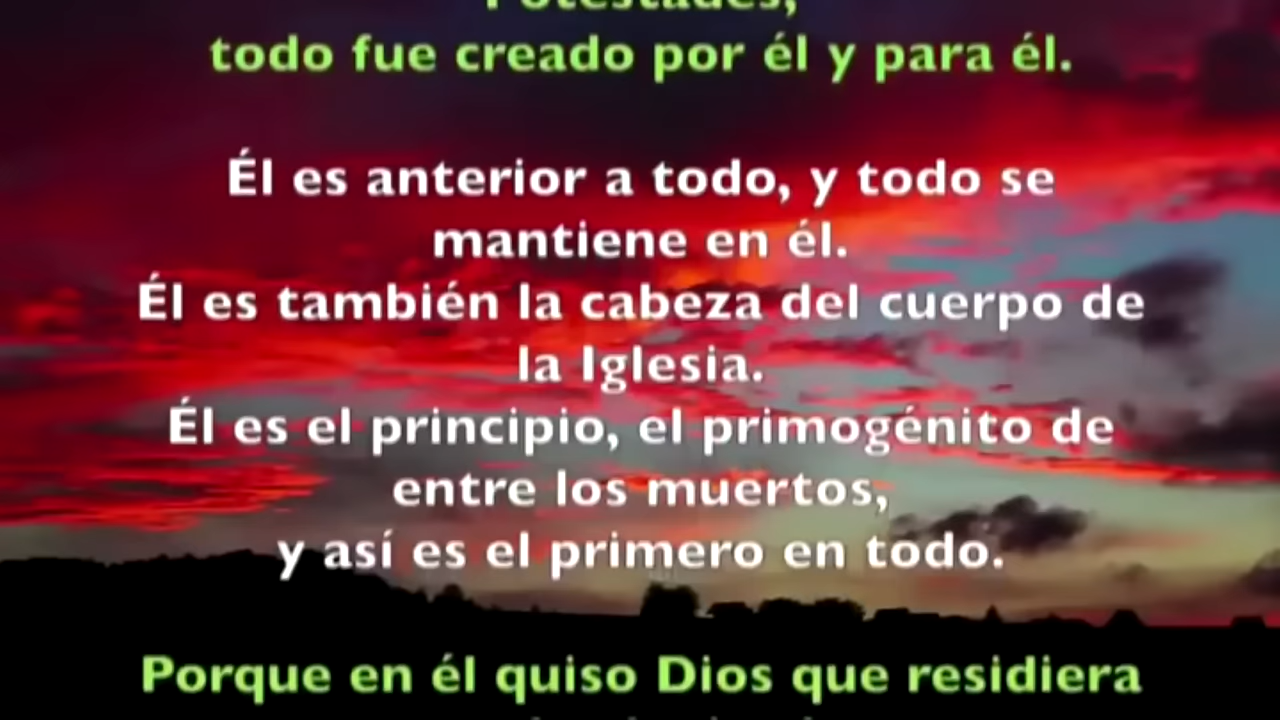 Potestades,
todo fue creado por él y para él.
Él es anterior a todo, y todo se
mantiene en él.
Él es también la cabeza del cuerpo de
la Iglesia.
Él es el principio, el primogénito de
entre los muertos,
y así es el primero en todo.
Porque en él quiso Dios que residiera